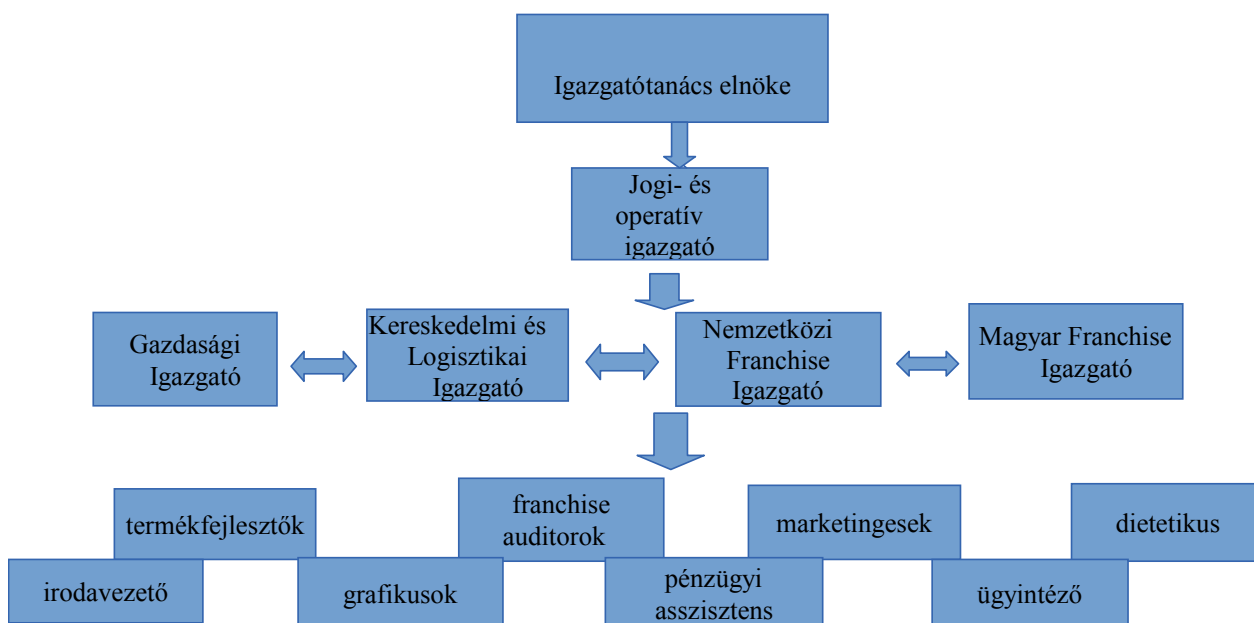 Igazgatótanács elnöke
Jogi- és
operatív
igazgató
Gazdasági
Igazgató
Kereskedelmi és
Logisztikai
Igazgató
Nemzetközi
Franchise
Igazgató
Magyar Franchise
Igazgató
termékfejlesztők
franchise
auditorok
marketingesek
dietetikus
irodavezető
grafikusok
pénzügyi
asszisztens
ügyintéző